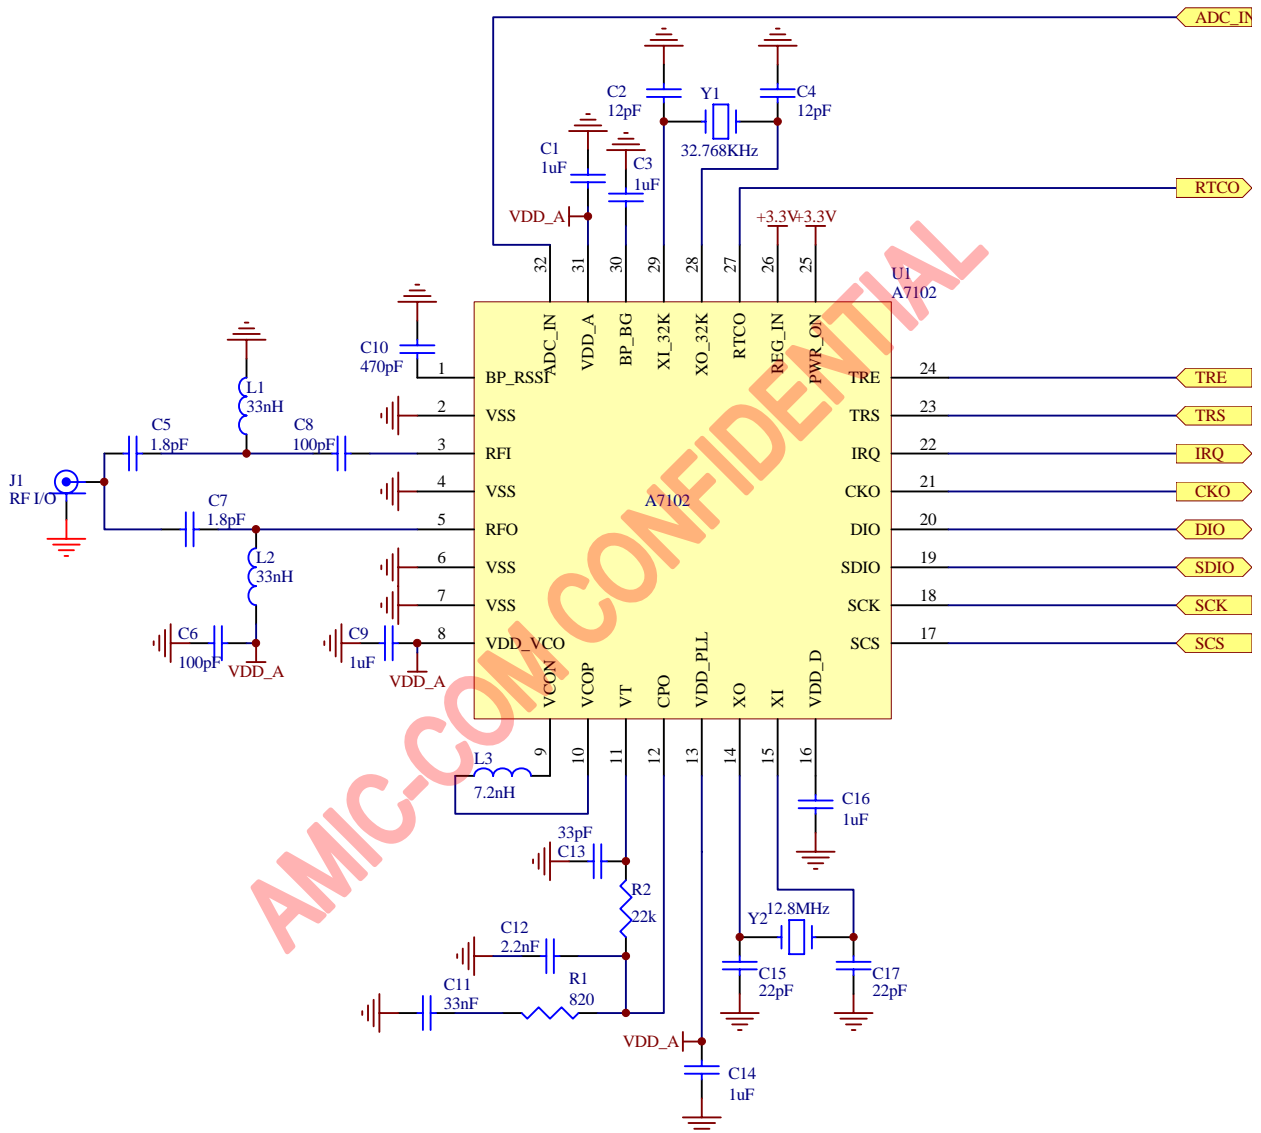 ADC_IN
C2
12pF
Y1
C4
12pF
32.768KHz
C1
1uF
C3
1uF
RTCO
VDD_A
+3.3V
+3.3V
32
31
30
29
28
27
26
25
U1
A7102
ADC_IN
VDD_A
BP_BG
XI_32K
XO_32K
RTCO
REG_IN
PWR_ON
C10
470pF
1
BP_RSSI
TRE
24
TRE
L1
33nH
2
VSS
TRS
23
TRS
C5
1.8pF
C8
100pF
3
RFI
IRQ
22
IRQ
J1
RF I/O
4
VSS
A7102
CKO
21
CKO
C7
1.8pF
5
RFO
DIO
20
DIO
L2
33nH
6
VSS
SDIO
19
SDIO
7
VSS
SCK
18
SCK
C6
100pF
VDD_A
C9
1uF
VDD_A
8
VDD_VCO
SCS
17
SCS
VCON
VCOP
VT
CPO
VDD_PLL
XO
XI
VDD_D
9
10
11
12
13
14
15
16
L3
7.2nH
C16
1uF
33pF
C13
R2
22k
Y2
12.8MHz
C12
2.2nF
C11
33nF
R1
820
C15
22pF
C17
22pF
VDD_A
C14
1uF
AMIC-COM CONFIDENTIAL